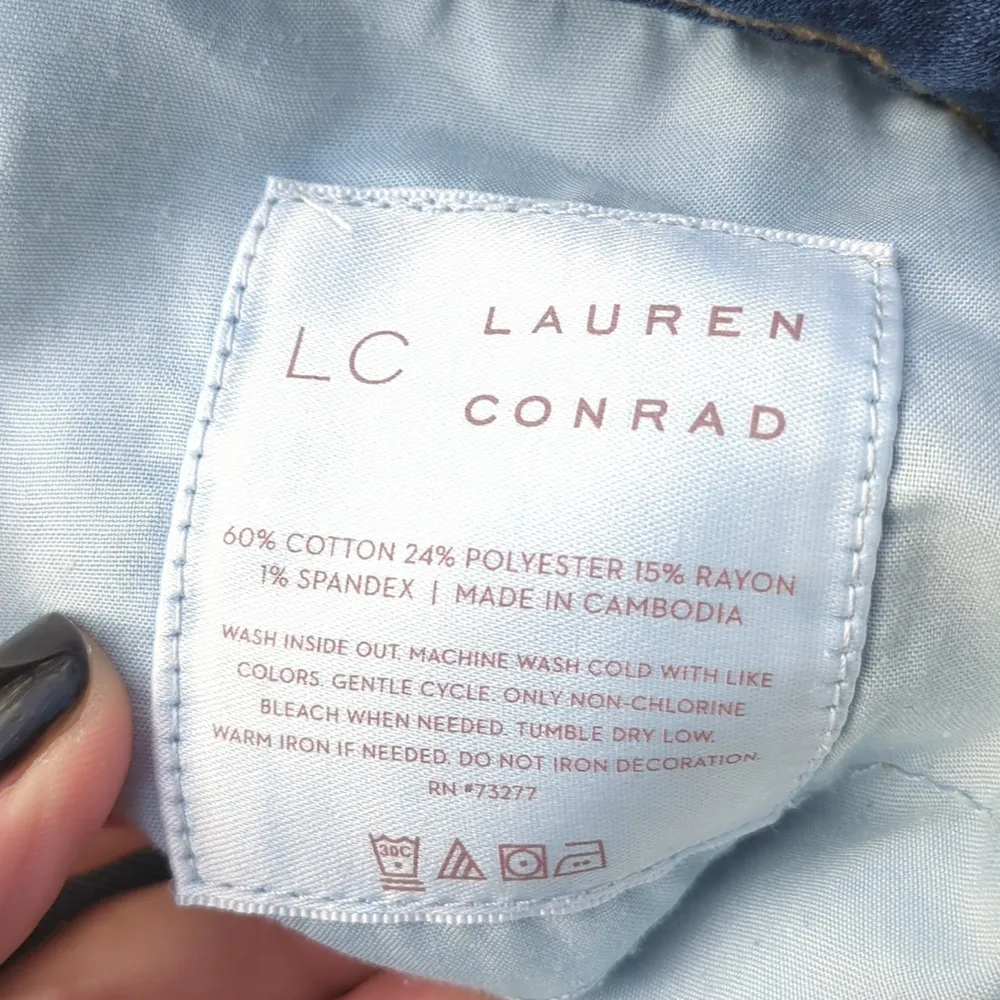 LC LAUREN
CONRAD
60% COTTON 24% POLYESTER 15% RAYON
1% SPANDEX | MADE IN CAMBODIA
WASH INSIDE OUT. MACHINE WASH COLD WITH LIKE
COLORS. GENTLE CYCLE. ONLY NON-CHLORINE
BLEACH WHEN NEEDED. TUMBLE DRY LOW.
WARM IRON IF NEEDED. DO NOT IRON DECORATION.
RN #73277
30C